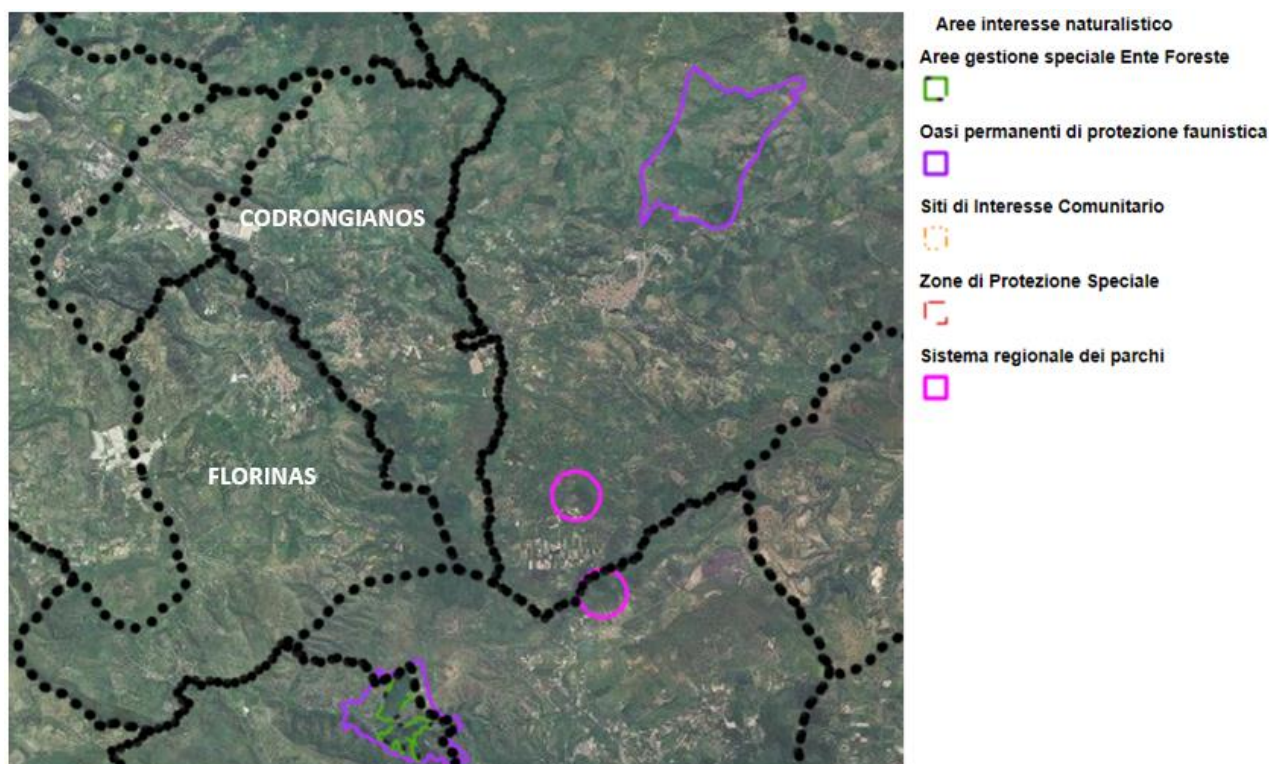 CODRONGIANOS
FLORINAS
Aree interesse naturalistico
Aree gestione speciale Ente Foreste
Oasi permanenti di protezione faunistica
Siti di Interesse Comunitario
Zone di Protezione Speciale
Sistema regionale dei parchi